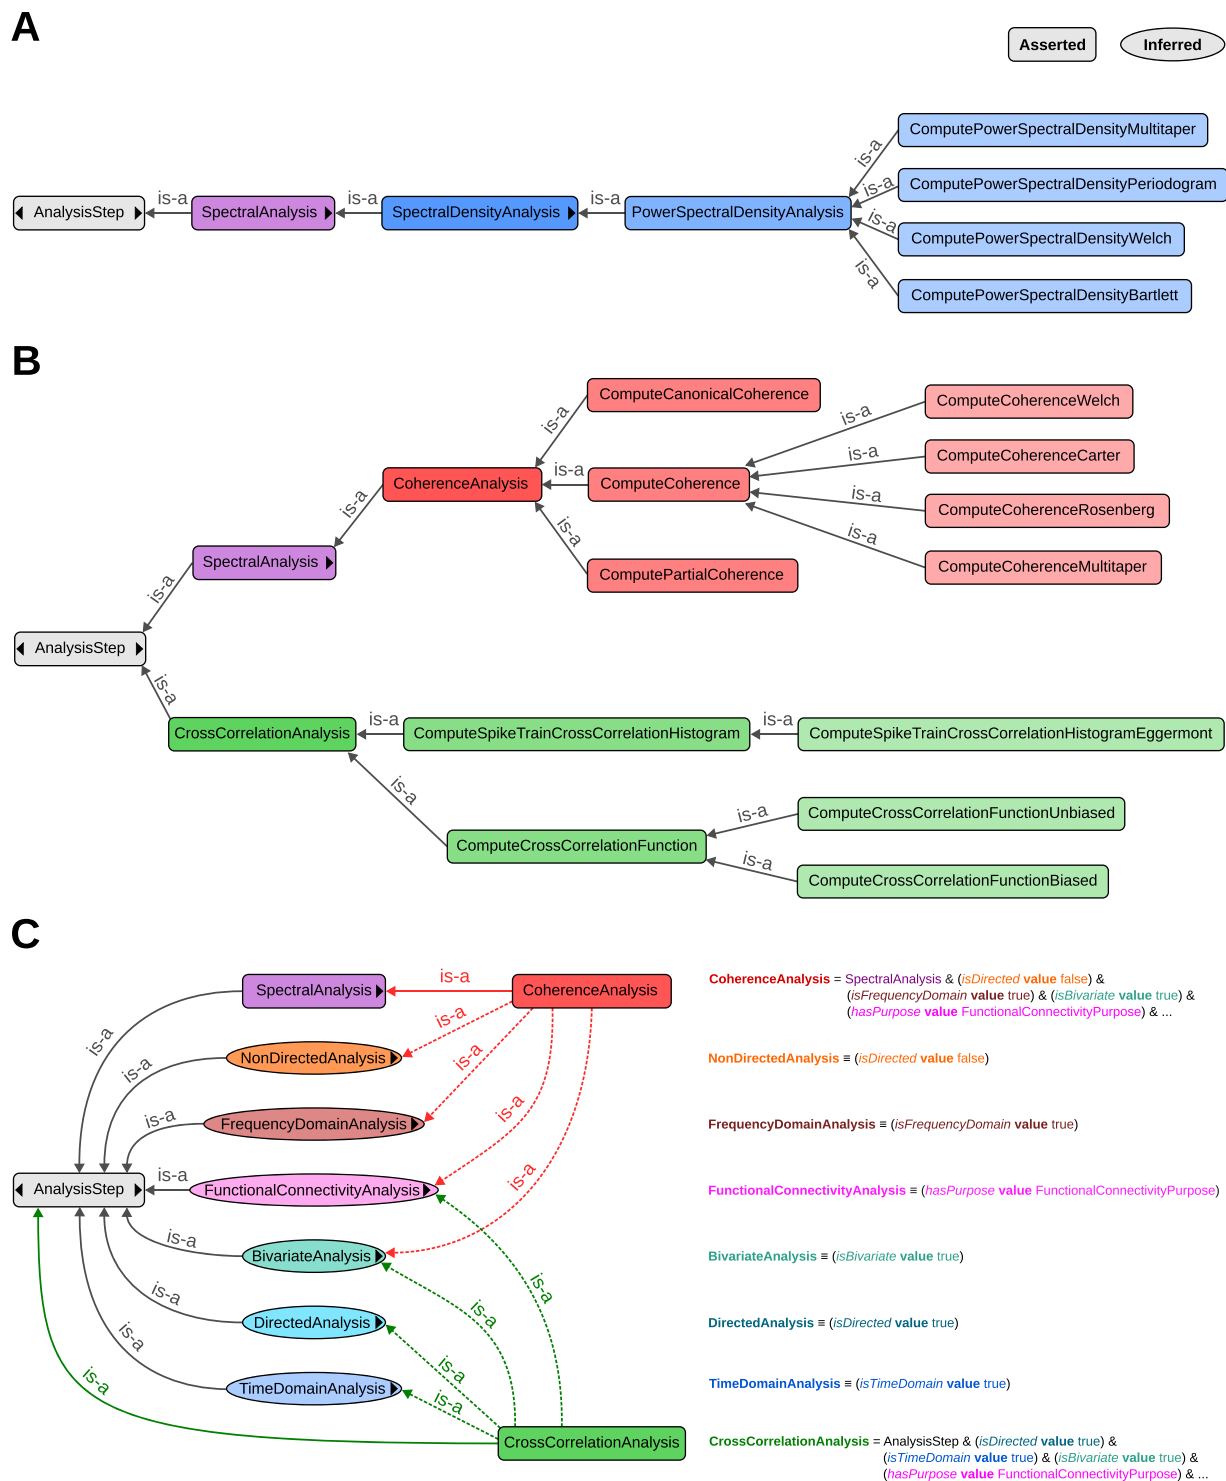 A
Asserted
Inferred
ComputePowerSpectralDensityMultitaper
is-a
ComputePowerSpectralDensityPeriodogram
is-a
AnalysisStep
is-a
SpectralAnalysis
is-a
SpectralDensityAnalysis
is-a
PowerSpectralDensityAnalysis
is-a
ComputePowerSpectralDensityWelch
is-a
ComputePowerSpectralDensityBartlett
B
ComputeCanonicalCoherence
ComputeCoherenceWelch
is-a
is-a
ComputeCoherenceCarter
is-a
CoherenceAnalysis
is-a
ComputeCoherence
is-a
is-a
ComputeCoherenceRosenberg
is-a
is-a
SpectralAnalysis
ComputePartialCoherence
ComputeCoherenceMultitaper
is-a
AnalysisStep
is-a
CrossCorrelationAnalysis
is-a
ComputeSpikeTrainCrossCorrelationHistogram
is-a
ComputeSpikeTrainCrossCorrelationHistogramEggermont
is-a
is-a
ComputeCrossCorrelationFunctionUnbiased
ComputeCrossCorrelationFunction
is-a
ComputeCrossCorrelationFunctionBiased
C
SpectralAnalysis
is-a
CoherenceAnalysis
CoherenceAnalysis = SpectralAnalysis & (isDirected value false) &
(isFrequencyDomain value true) & (isBivariate value true) &
(hasPurpose value FunctionalConnectivityPurpose) & ...
is-a
is-a
is-a
NonDirectedAnalysis
is-a
NonDirectedAnalysis ≡ (isDirected value false)
is-a
FrequencyDomainAnalysis
is-a
FrequencyDomainAnalysis ≡ (isFrequencyDomain value true)
AnalysisStep
is-a
FunctionalConnectivityAnalysis
is-a
FunctionalConnectivityAnalysis ≡ (hasPurpose value FunctionalConnectivityPurpose)
is-a
BivariateAnalysis
BivariateAnalysis ≡ (isBivariate value true)
is-a
is-a
DirectedAnalysis
is-a
DirectedAnalysis ≡ (isDirected value true)
is-a
is-a
is-a
TimeDomainAnalysis
is-a
TimeDomainAnalysis ≡ (isTimeDomain value true)
CrossCorrelationAnalysis
CrossCorrelationAnalysis = AnalysisStep & (isDirected value true) &
(isTimeDomain value true) & (isBivariate value true) &
(hasPurpose value FunctionalConnectivityPurpose) & ...